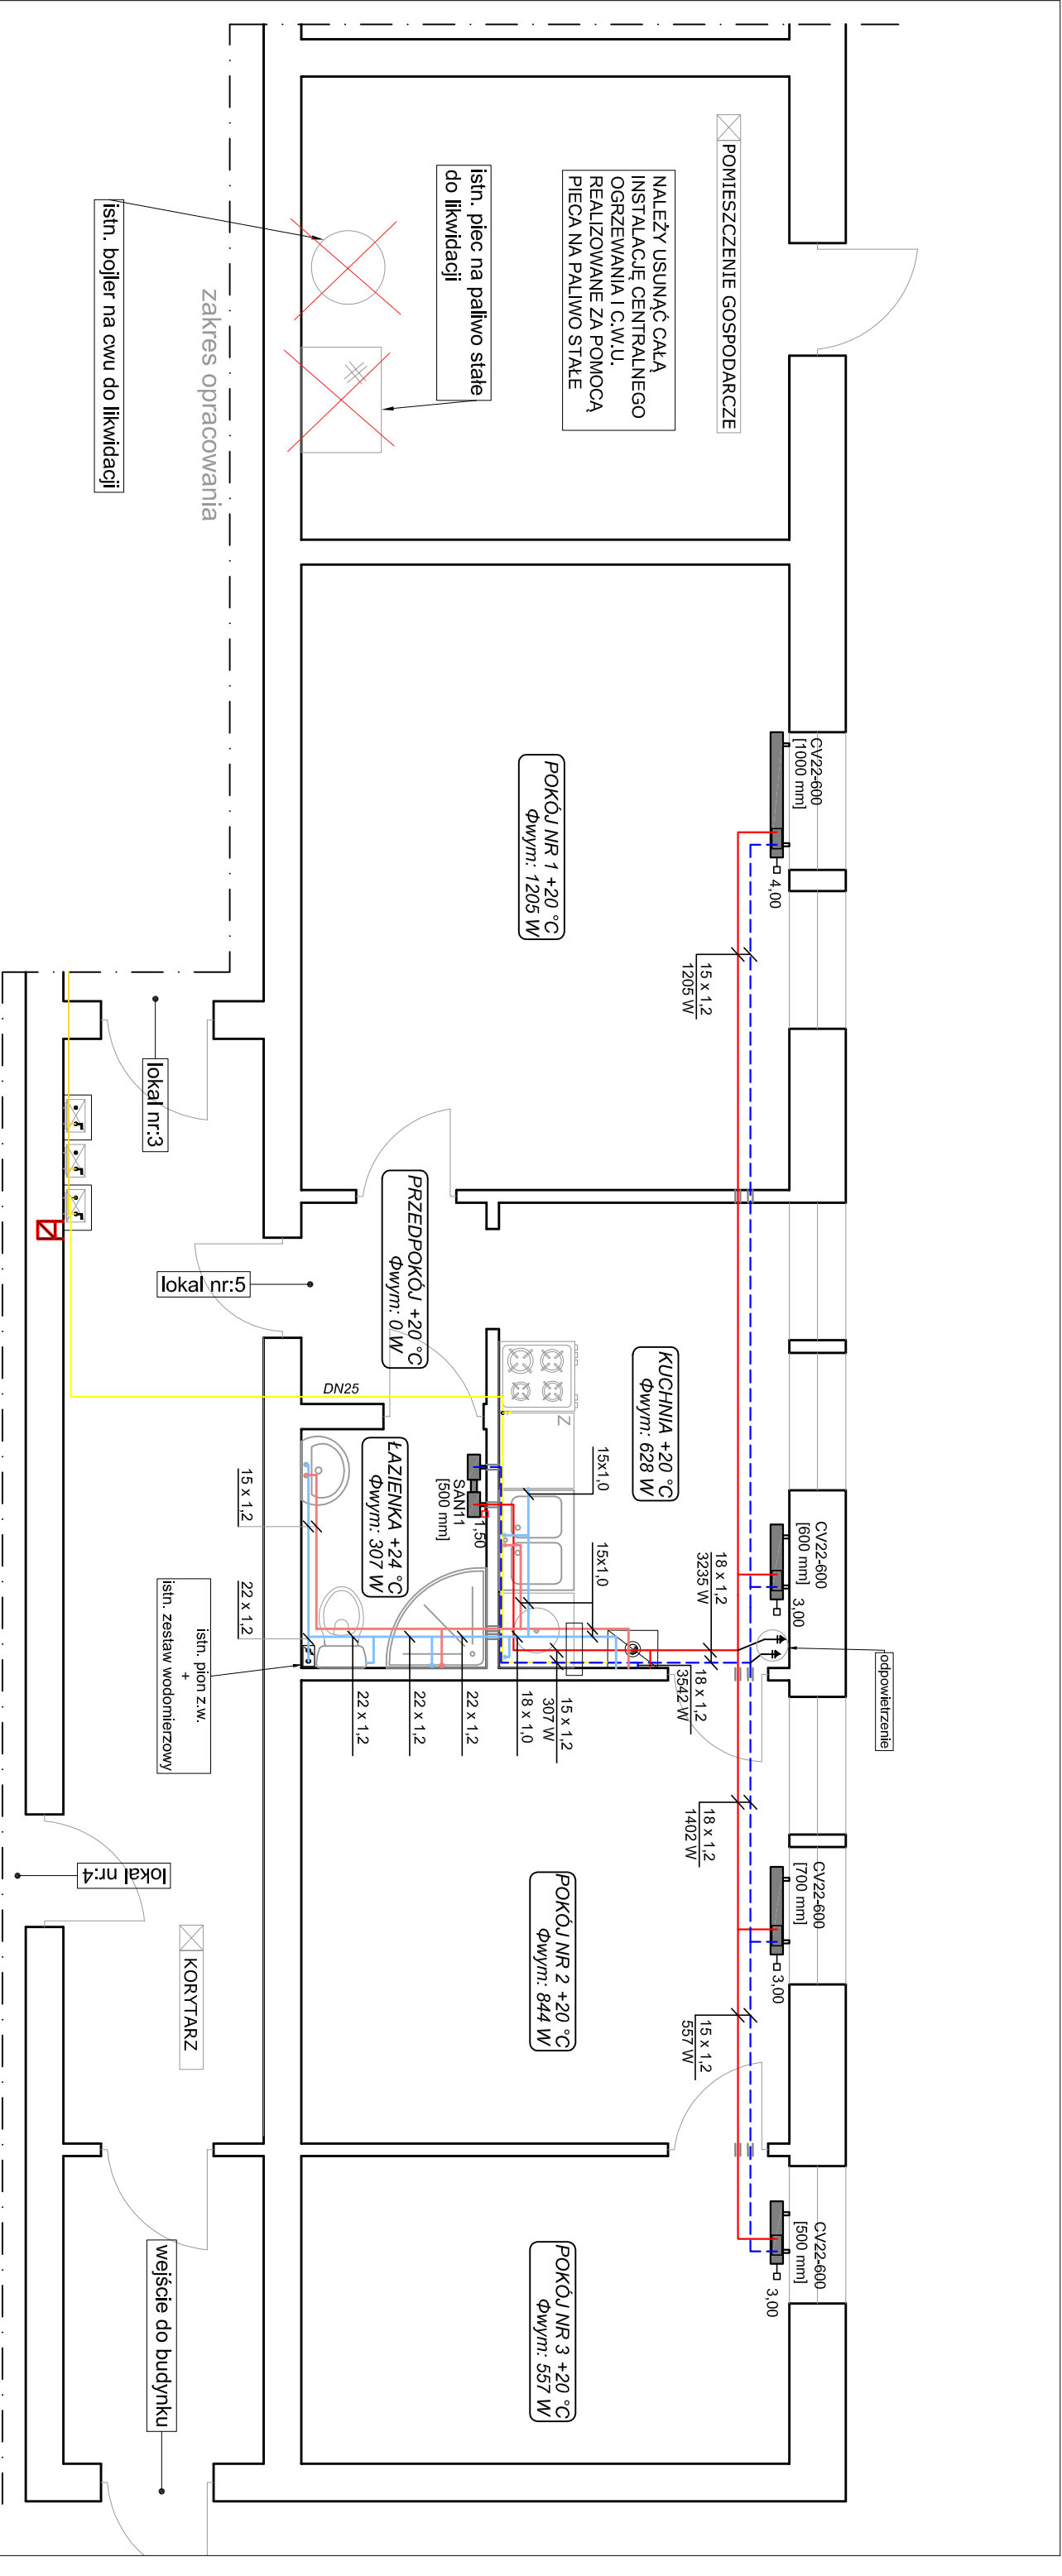 POMIESZCZENIE GOSPODARCZE
NALEŻY USUNĄĆ CAŁĄ
INSTALACJĘ CENTRALNEGO
OGRZEWANIA I C.W.U.
REALIZOWANE ZA POMOCĄ
PIECA NA PALIWO STAŁE
istn. piec na paliwo stałe
do likwidacji
zakres opracowania
istn. bojler na cwu do likwidacji
CV22-600
[1000 mm]
4,00
15 x 1,2
1205 W
POKÓJ NR 1 +20 °C
Φwym: 1205 W
lokal nr:3
PRZEDPOKÓJ +20 °C
Φwym: 0 W
lokal nr:5
DN25
KUCHNIA +20 °C
Φwym: 628 W
Z
15x1,0
15x1,0
CV22-600
[600 mm]
3,00
18 x 1,2
3235 W
odpowietrzenie
18 x 1,2
3542 W
SAN11
[500 mm]
1,50
ŁAZIENKA +24 °C
Φwym: 307 W
15 x 1,2
22 x 1,2
istn. pion z.w.
+
istn. zestaw wodomierzowy
15 x 1,2
307 W
18 x 1,0
22 x 1,2
22 x 1,2
22 x 1,2
18 x 1,2
1402 W
CV22-600
[700 mm]
3,00
POKÓJ NR 2 +20 °C
Φwym: 844 W
15 x 1,2
557 W
lokal nr:4
KORYTARZ
CV22-600
[500 mm]
3,00
POKÓJ NR 3 +20 °C
Φwym: 557 W
wejście do budynku